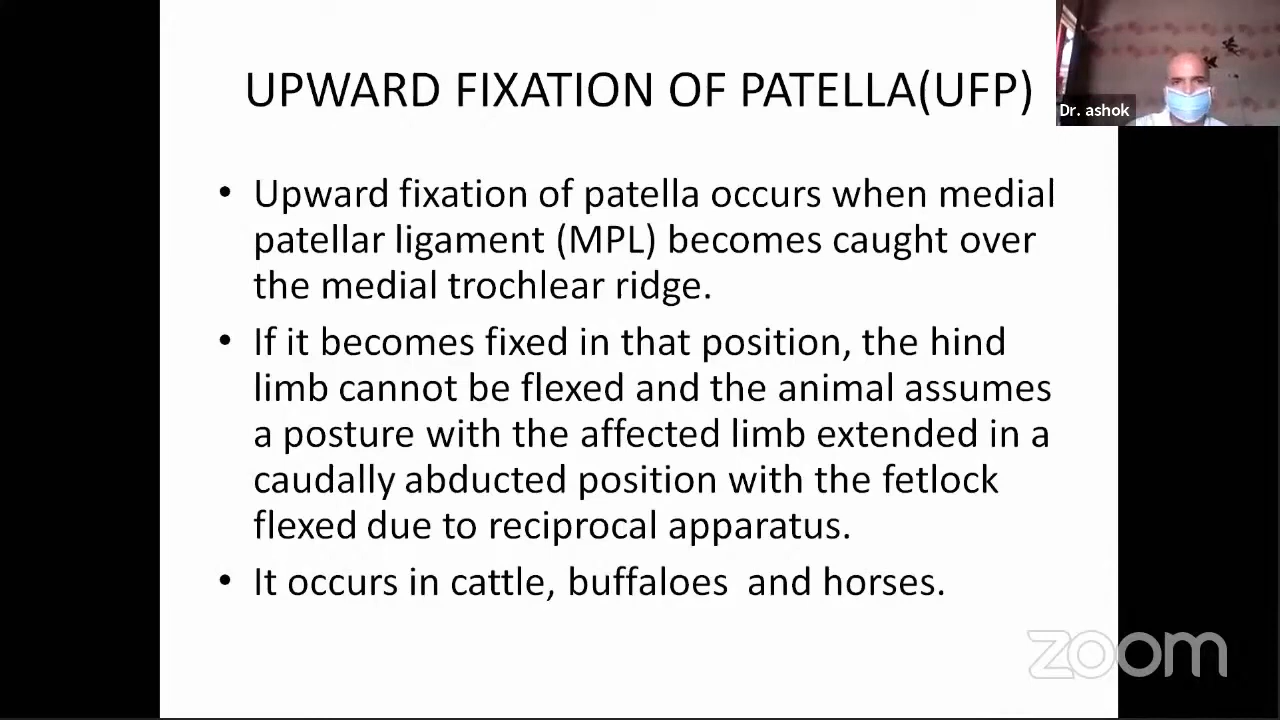 UPWARD FIXATION OF PATELLA(UFP)
Dr. ashok
• Upward fixation of patella occurs when medial
patellar ligament (MPL) becomes caught over
the medial trochlear ridge.
• If it becomes fixed in that position, the hind
limb cannot be flexed and the animal assumes
a posture with the affected limb extended in a
caudally abducted position with the fetlock
flexed due to reciprocal apparatus.
• It occurs in cattle, buffaloes  and horses.
zoom